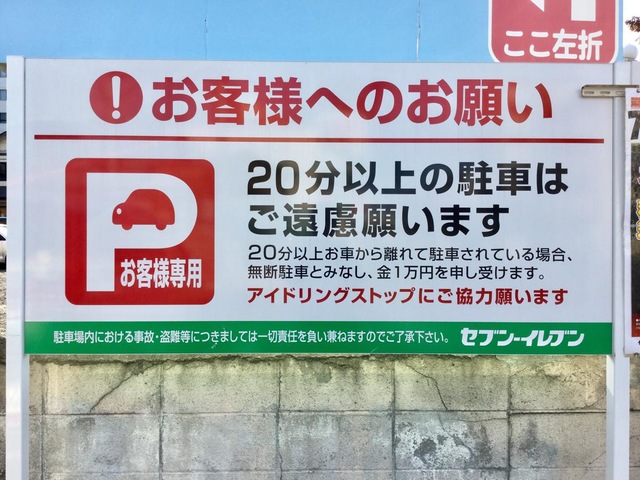 ここ左折
！お客様へのお願い
P
お客様専用
20分以上の駐車は
ご遠慮願います
20分以上お車から離れて駐車されている場合、
無断駐車とみなし、金1万円を申し受けます。
アイドリングストップにご協力願います
駐車場内における事故・盗難等につきましては一切責任を負い兼ねますのでご了承下さい。
セブン-イレブン